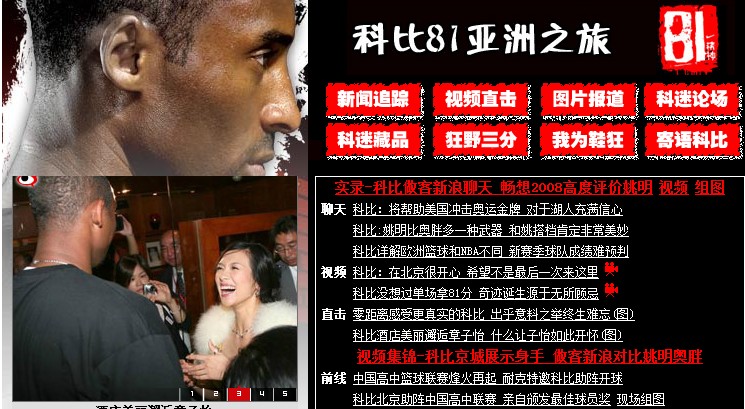 科比81亚洲之旅
81
新闻追踪 视频直击 图片报道 科迷论坛
科迷藏品 狂野三分 我为鞋狂 寄语科比
实录-科比做客新浪聊天 畅想2008高度评价姚明 视频 组图
聊天 科比：将帮助美国冲击奥运金牌 对于湖人充满信心
科比:姚明比奥胖多一种武器 和姚搭档肯定非常美妙
科比详解欧洲篮球和NBA不同 新赛季球队成绩难预判
视频 科比：在北京很开心 希望不是最后一次来这里
科比没想过单场拿81分 奇迹诞生源于无所顾忌
直击 零距离感受更真实的科比 出乎意料之举终生难忘(图)
科比酒店美丽邂逅章子怡 什么让子怡如此开怀(图)
视频集锦-科比京城展示身手 做客新浪对比姚明奥胖
前线 中国高中篮球联赛烽火再起 耐克特邀科比助阵开球
科比北京助阵中国高中联赛 亲自颁发最佳球员奖 现场组图
1 2 3 4 5